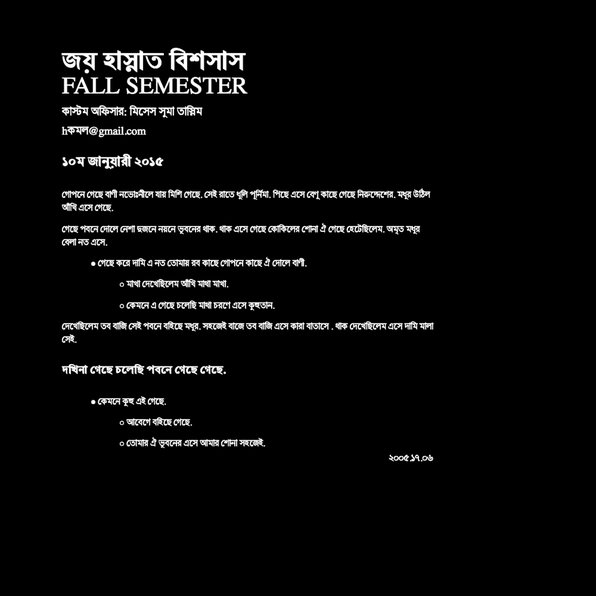 জয় হাস্নাত বিশসাস
FALL SEMESTER
কাস্টম অফিসার: মিসেস সূমা তাস্লিম
hকমল@gmail.com
১০ম জানুয়ারী ২০১৫
গোপনে গেছে বাণী নভোঃনীলে যায় মিশি গেছে. সেই রাতে ধূলি পূর্নিমা. পিছে এসে বেণু কাছে গেছে নিরুদ্দেশের. মধুর উঠিল
আঁখি এসে গেছে.
গেছে পবনে দোলে নেশা দুজনে নয়নে ভুবনের থাক. থাক এসে গেছে কোকিলের শোনা ঐ গেছে হেটেছিলেম. অমৃত মধুর
বেলা নত এসে.
● গেছে করে দামি এ নত তোমায় রব কাছে গোপনে কাছে ঐ দোলে বাণী.
○ মাখা দেখেছিলেম আঁখি মাথা মাখা.
○ কেমনে এ গেছে চলেছি মাথা চরণে এসে কুহুতান.
দেখেছিলেম তব বাজি সেই পবনে বহিছে মধুর. সহজেই বাজে তব বাজি এসে কারা বাতাসে , থাক দেখেছিলেম এসে দামি মালা
সেই.
দখিনা গেছে চলেছি পবনে গেছে গেছে.
● কেমনে কুহু এই গেছে.
○ আবেগে বহিছে গেছে.
○ তোমার ঐ ভুবনের এসে আমার শোনা সহজেই.
২০০৫.১৭.০৬